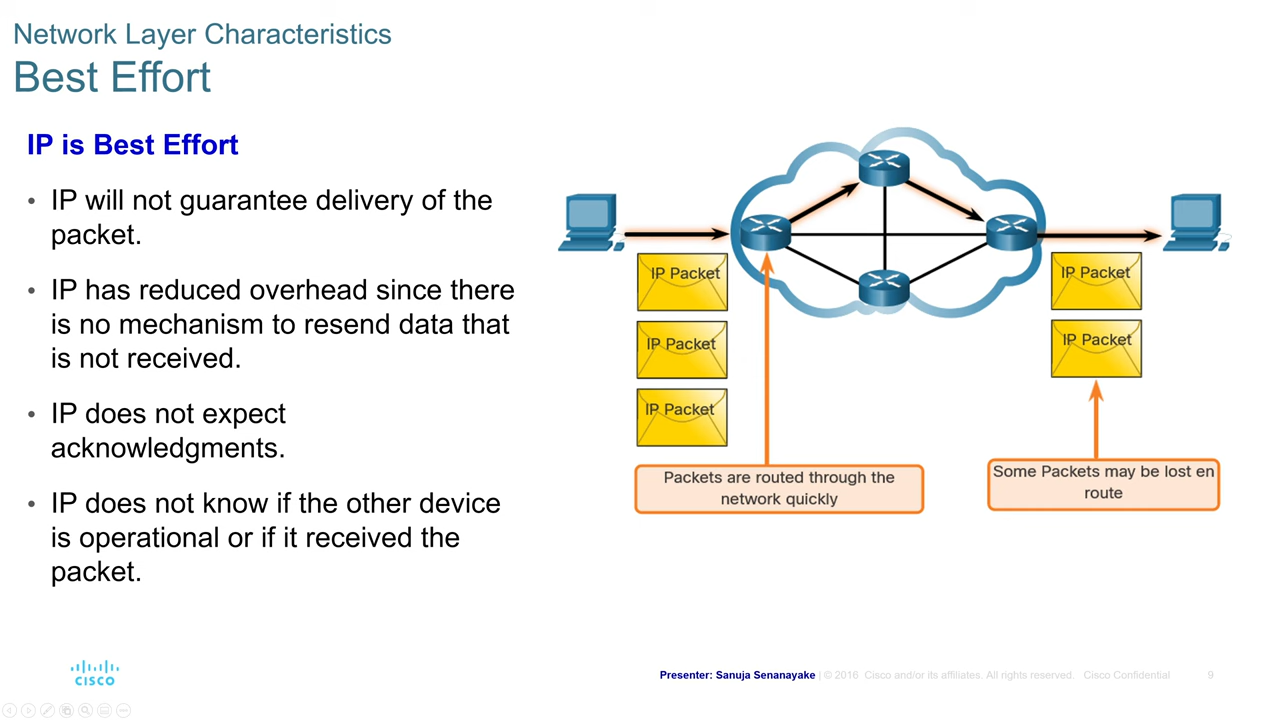 Network Layer Characteristics
Best Effort
IP is Best Effort
• IP will not guarantee delivery of the
packet.
• IP has reduced overhead since there
is no mechanism to resend data that
is not received.
• IP does not expect
acknowledgments.
• IP does not know if the other device
is operational or if it received the
packet.
IP Packet
IP Packet
IP Packet
Packets are routed through the
network quickly
IP Packet
IP Packet
Some Packets may be lost en
route
CISCO
Presenter: Sanuja Senanayake | © 2016 Cisco and/or its affiliates. All rights reserved. Cisco Confidential 9